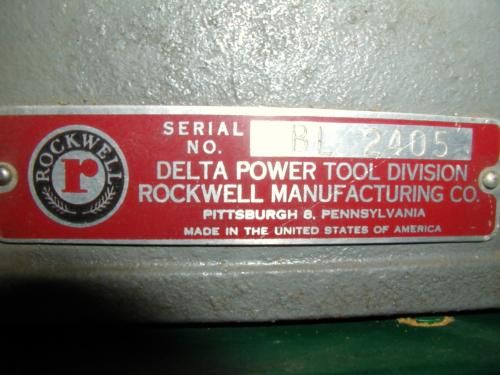 ROCKWELL
r
SERIAL
NO. BL 2405
DELTA POWER TOOL DIVISION
ROCKWELL MANUFACTURING CO.
PITTSBURGH 8, PENNSYLVANIA
MADE IN THE UNITED STATES OF AMERICA